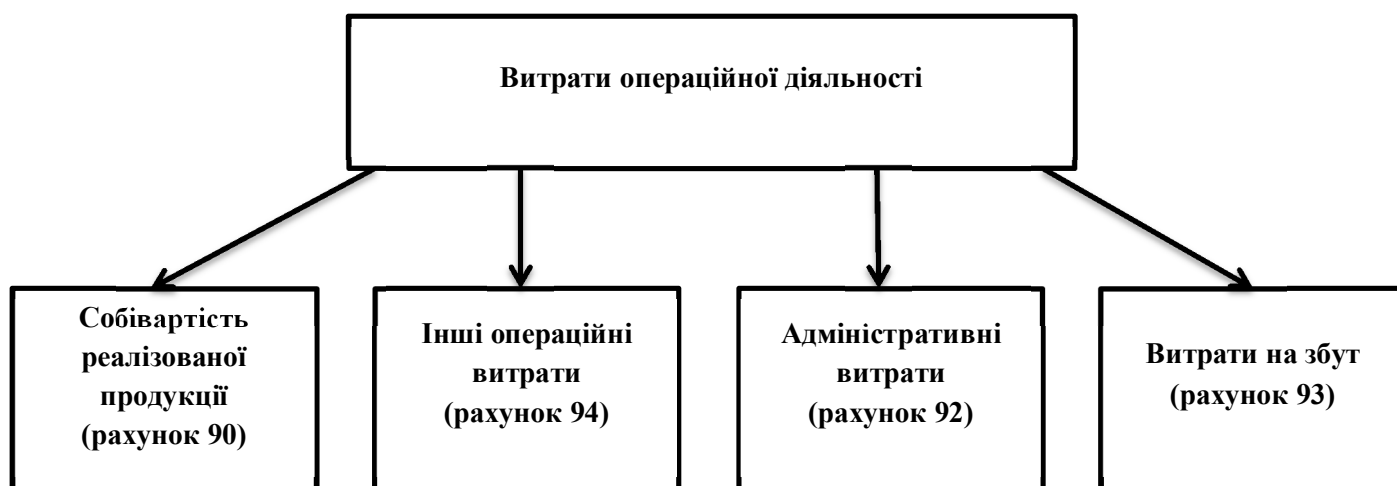 Витрати операційної діяльності
Собівартість
реалізованої
продукції
(рахунок 90)
Інші операційні
витрати
(рахунок 94)
Адміністративні
витрати
(рахунок 92)
Витрати на збут
(рахунок 93)